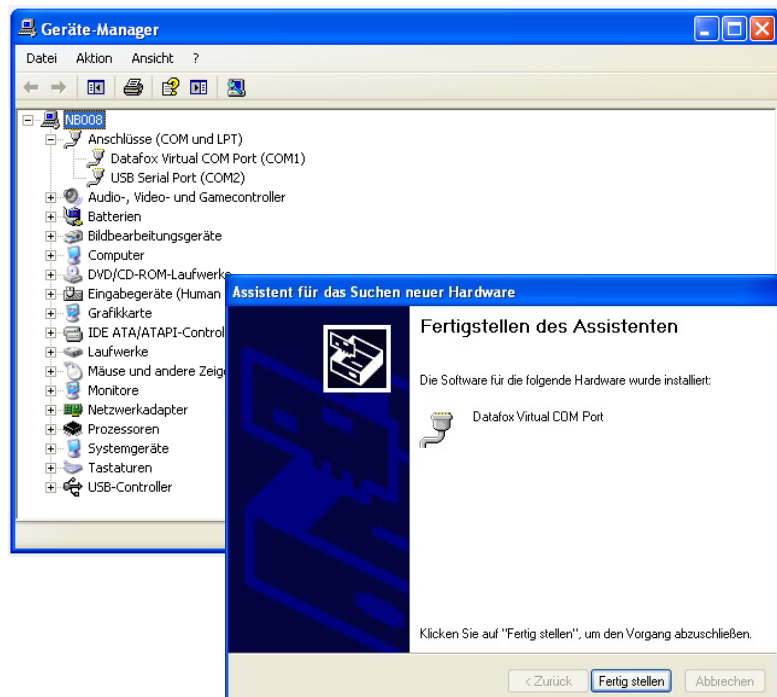 Geräte-Manager
Datei Aktion Ansicht ?
NB008
Anschlüsse (COM und LPT)
Datafox Virtual COM Port (COM1)
USB Serial Port (COM2)
Audio-, Video- und Gamecontroller
Batterien
Bildbearbeitungsgeräte
Computer
DVD/CD-ROM-Laufwerke
Eingabegeräte (Human
Grafikkarte
IDE ATA/ATAPI-Control
Laufwerke
Mäuse und andere Zeig
Monitore
Netzwerkadapter
Prozessoren
Systemgeräte
Tastaturen
USB-Controller
Assistent für das Suchen neuer Hardware
Fertigstellen des Assistenten
Die Software für die folgende Hardware wurde installiert:
Datafox Virtual COM Port
Klicken Sie auf "Fertig stellen", um den Vorgang abzuschließen.
< Zurück Fertig stellen Abbrechen